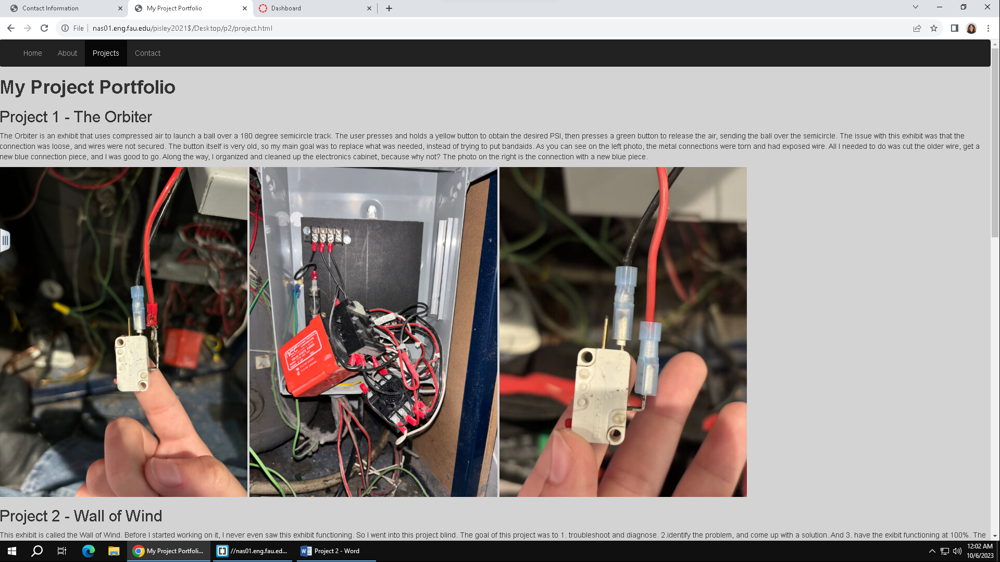 Contact Information
My Project Portfolio
Dashboard
File
nas01.eng.fau.edu/pisley2021$/Desktop/p2/project.html
Home
About
Projects
Contact
My Project Portfolio
Project 1 - The Orbiter
The Orbiter is an exhibit that uses compressed air to launch a ball over a 180 degree semicircle track. The user presses and holds a yellow button to obtain the desired PSI, then presses a green button to release the air, sending the ball over the semicircle. The issue with this exhibit was that the
connection was loose, and wires were not secured. The button itself is very old, so my main goal was to replace what was needed, instead of trying to put bandaids. As you can see on the left photo, the metal connections were torn and had exposed wire. All I needed to do was cut the older wire, get a
new blue connection piece, and I was good to go. Along the way, I organized and cleaned up the electronics cabinet, because why not? The photo on the right is the connection with a new blue piece.
ncc
SOLID STATE TIMER
Project 2 - Wall of Wind
This exhibit is called the Wall of Wind. Before I started working on it, I never even saw this exhibit functioning. So I went into this project blind. The goal of this project was to 1. troubleshoot and diagnose. 2.identify the problem, and come up with a solution. And 3. have the exibit functioning at 100%. The
My Project Portfoli...
//nas01.eng.fau.ed...
Project 2 - Word
12:02 AM
10/6/2023